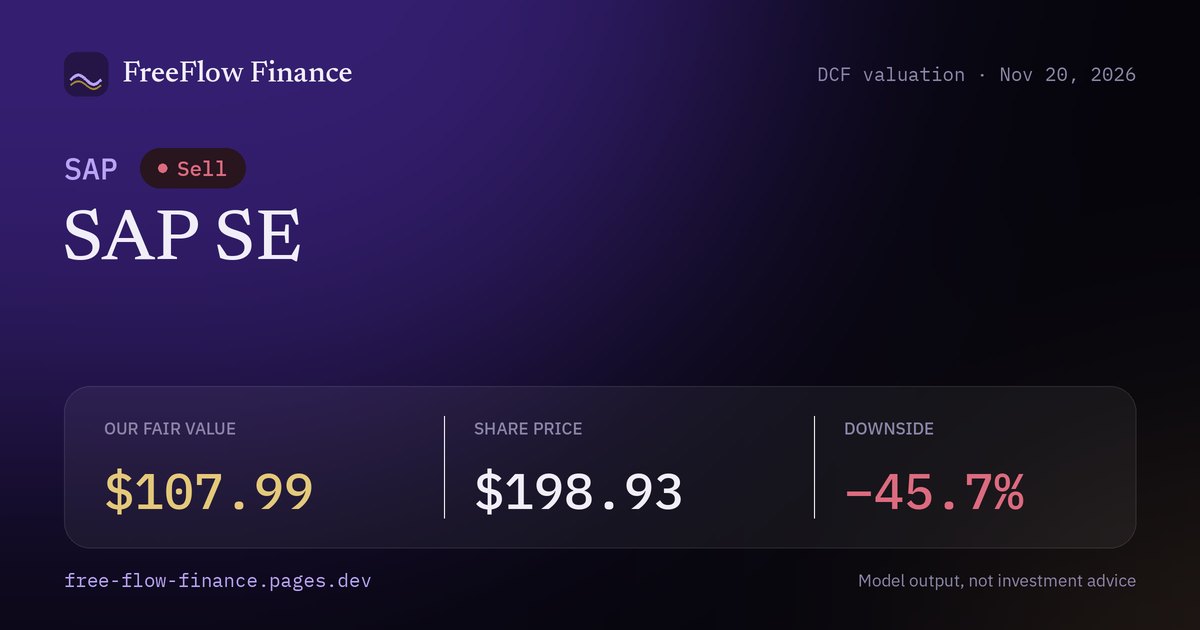 FreeFlow Finance
DCF valuation · Nov 20, 2026
SAP
Sell
SAP SE
OUR FAIR VALUE
$107.99
SHARE PRICE
$198.93
DOWNSIDE
−45.7%
free-flow-finance.pages.dev
Model output, not investment advice